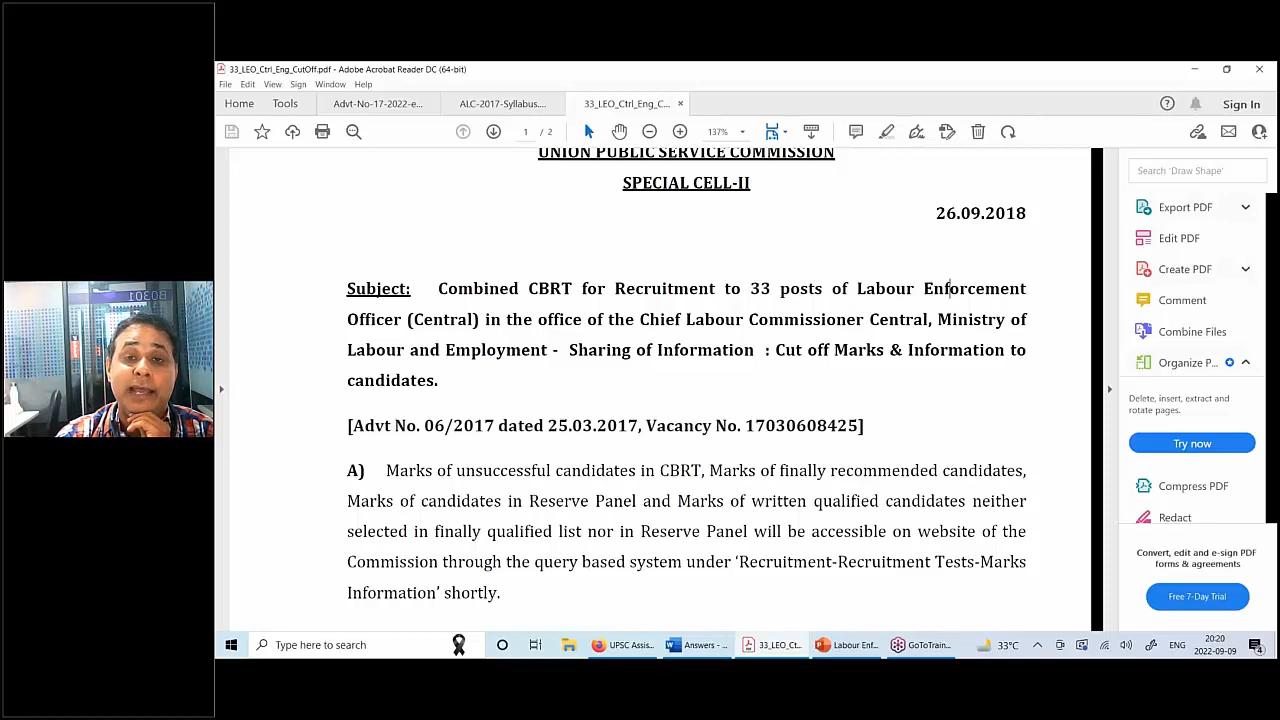 33_LEO_Ctrl_Eng_CutOff.pdf - Adobe Acrobat Reader DC (64-bit)
File Edit View Sign Window Help
Home Tools Advt-No-17-2022-e... ALC-2017-Syllabus.... 33_LEO_Ctrl_Eng_C... × Sign In
1 / 2 137%
UNION PUBLIC SERVICE COMMISSION
SPECIAL CELL-II
26.09.2018
Subject: Combined CBRT for Recruitment to 33 posts of Labour Enforcement
Officer (Central) in the office of the Chief Labour Commissioner Central, Ministry of
Labour and Employment - Sharing of Information : Cut off Marks & Information to
candidates.
[Advt No. 06/2017 dated 25.03.2017, Vacancy No. 17030608425]
A) Marks of unsuccessful candidates in CBRT, Marks of finally recommended candidates,
Marks of candidates in Reserve Panel and Marks of written qualified candidates neither
selected in finally qualified list nor in Reserve Panel will be accessible on website of the
Commission through the query based system under ‘Recruitment-Recruitment Tests-Marks
Information’ shortly.
Search 'Draw Shape'
Export PDF
Edit PDF
Create PDF
Comment
Combine Files
Organize P...
Delete, insert, extract and
rotate pages.
Try now
Compress PDF
Redact
Convert, edit and e-sign PDF
forms & agreements
Free 7-Day Trial
B0301
Type here to search
UPSC Assis...
Answers - ...
33_LEO_Ct...
Labour Enf...
GoToTrain...
33°C
ENG
20:20
2022-09-09
4